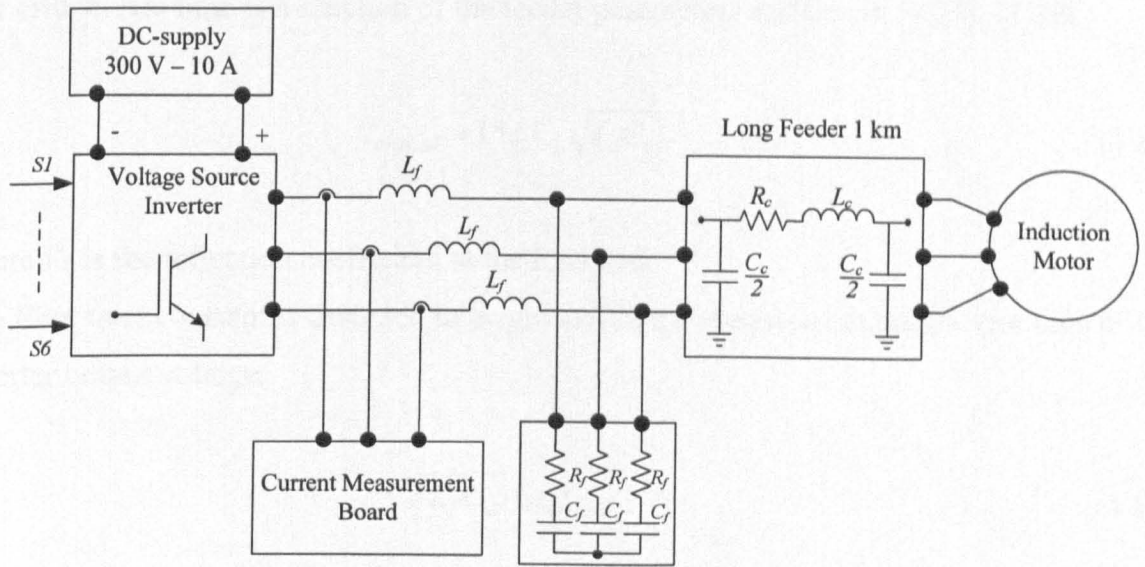 DC-supply
300 V – 10 A
-
+
S1
S6
Voltage Source
Inverter
L_f
L_f
L_f
Long Feeder 1 km
R_c
L_c
C_c
2
C_c
2
Induction
Motor
Current Measurement
Board
R_f R_f R_f
C_f C_f C_f